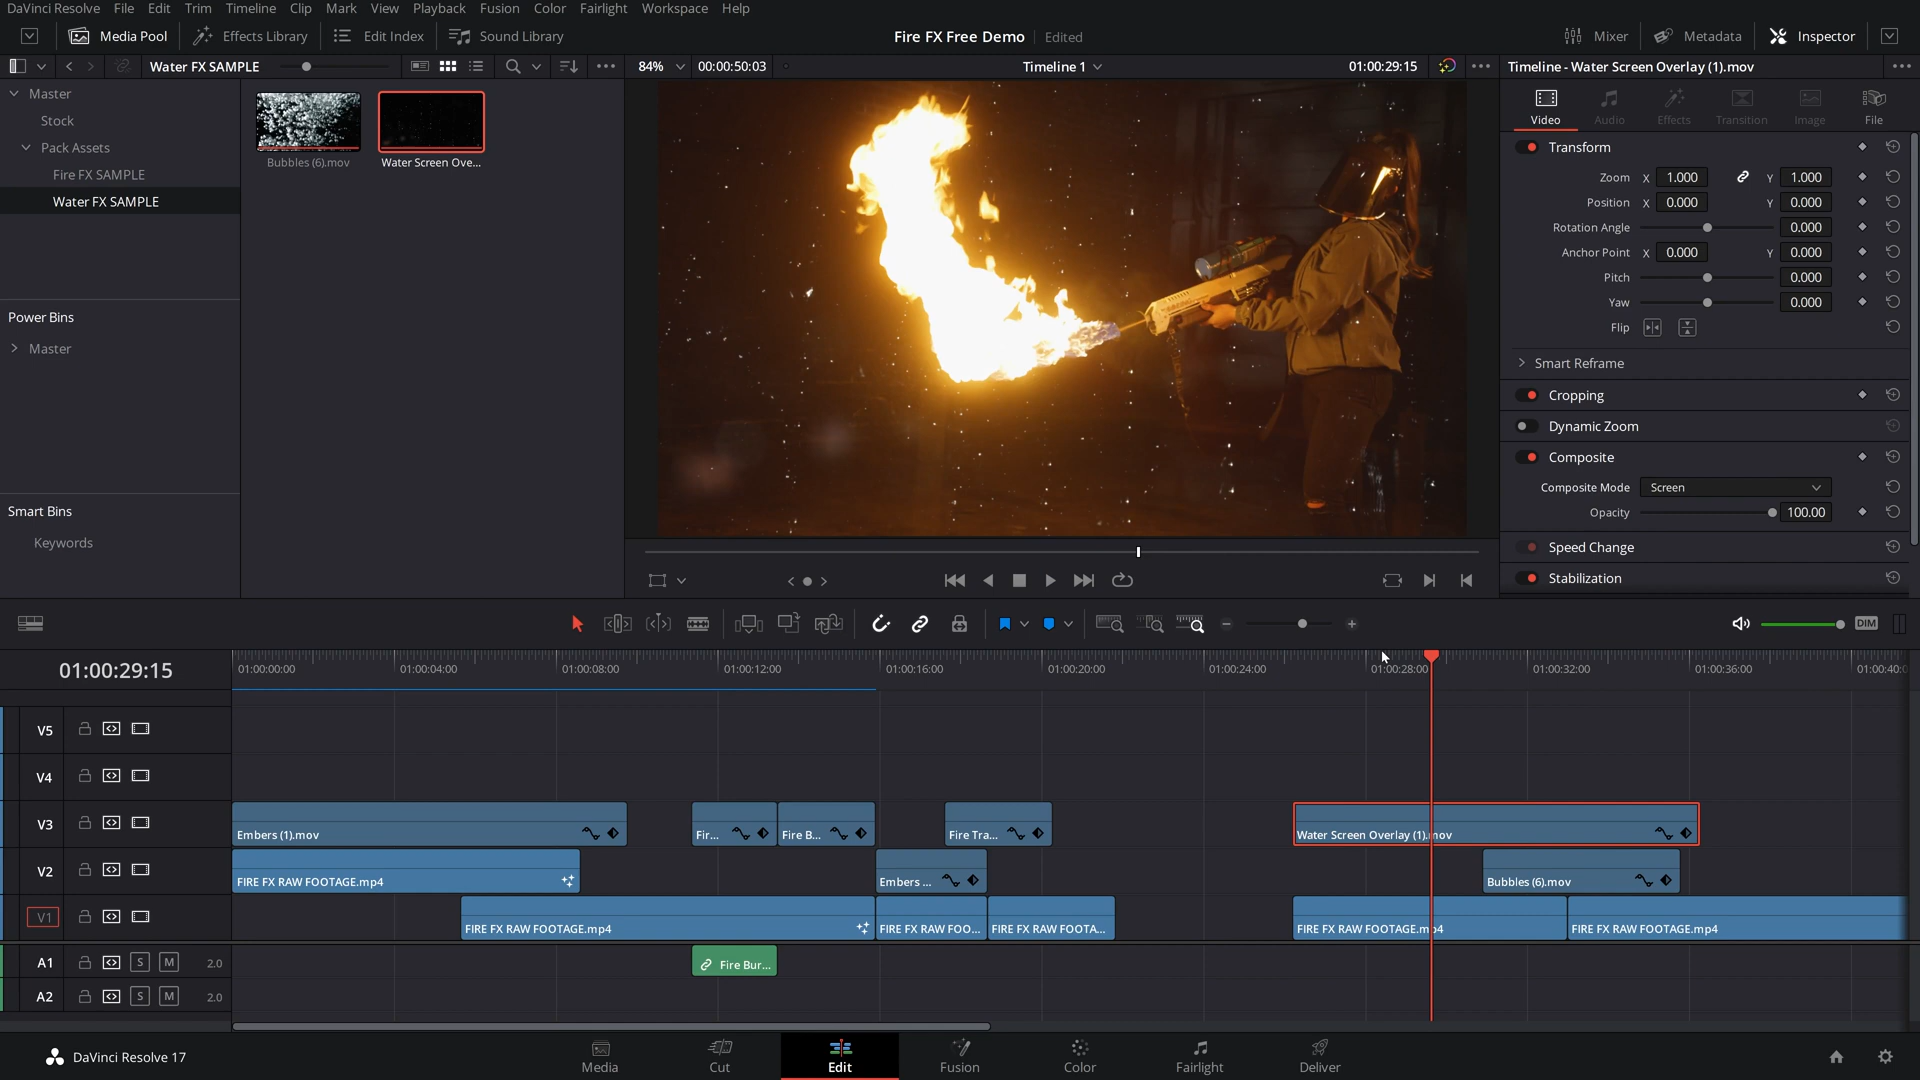 DaVinci Resolve File Edit Trim Timeline Clip Mark View Playback Fusion Color Fairlight Workspace Help
Media Pool Effects Library Edit Index Sound Library Fire FX Free Demo Edited Mixer Metadata Inspector
Water FX SAMPLE 84% 00:00:50:03 Timeline 1 01:00:29:15 Timeline - Water Screen Overlay (1).mov
Master
Stock
Pack Assets
Fire FX SAMPLE
Water FX SAMPLE
Power Bins
Master
Smart Bins
Keywords
Bubbles (6).mov Water Screen Ove...
Video Audio Effects Transition Image File
Transform
Zoom X 1.000 Y 1.000
Position X 0.000 Y 0.000
Rotation Angle 0.000
Anchor Point X 0.000 Y 0.000
Pitch 0.000
Yaw 0.000
Flip
Smart Reframe
Cropping
Dynamic Zoom
Composite
Composite Mode Screen
Opacity 100.00
Speed Change
Stabilization
DIM
01:00:29:15 01:00:00:00 01:00:04:00 01:00:08:00 01:00:12:00 01:00:16:00 01:00:20:00 01:00:24:00 01:00:28:00 01:00:32:00 01:00:36:00 01:00:40:0
V5
V4
V3 Embers (1).mov Fir... Fire B... Fire Tra... Water Screen Overlay (1).mov
V2 FIRE FX RAW FOOTAGE.mp4 Embers ... Bubbles (6).mov
V1 FIRE FX RAW FOOTAGE.mp4 FIRE FX RAW FOO... FIRE FX RAW FOOTA... FIRE FX RAW FOOTAGE.mp4 FIRE FX RAW FOOTAGE.mp4
A1 S M 2.0 Fire Bur...
A2 S M 2.0
DaVinci Resolve 17 Media Cut Edit Fusion Color Fairlight Deliver